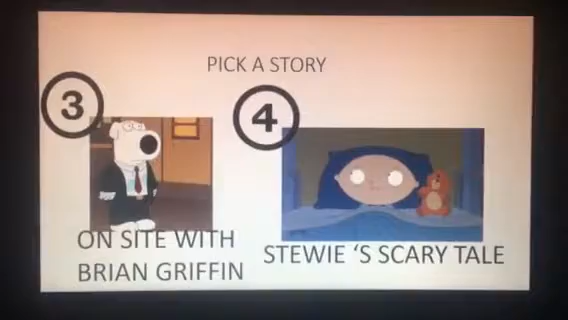 PICK A STORY
3
4
ON SITE WITH
BRIAN GRIFFIN
STEWIE ‘S SCARY TALE